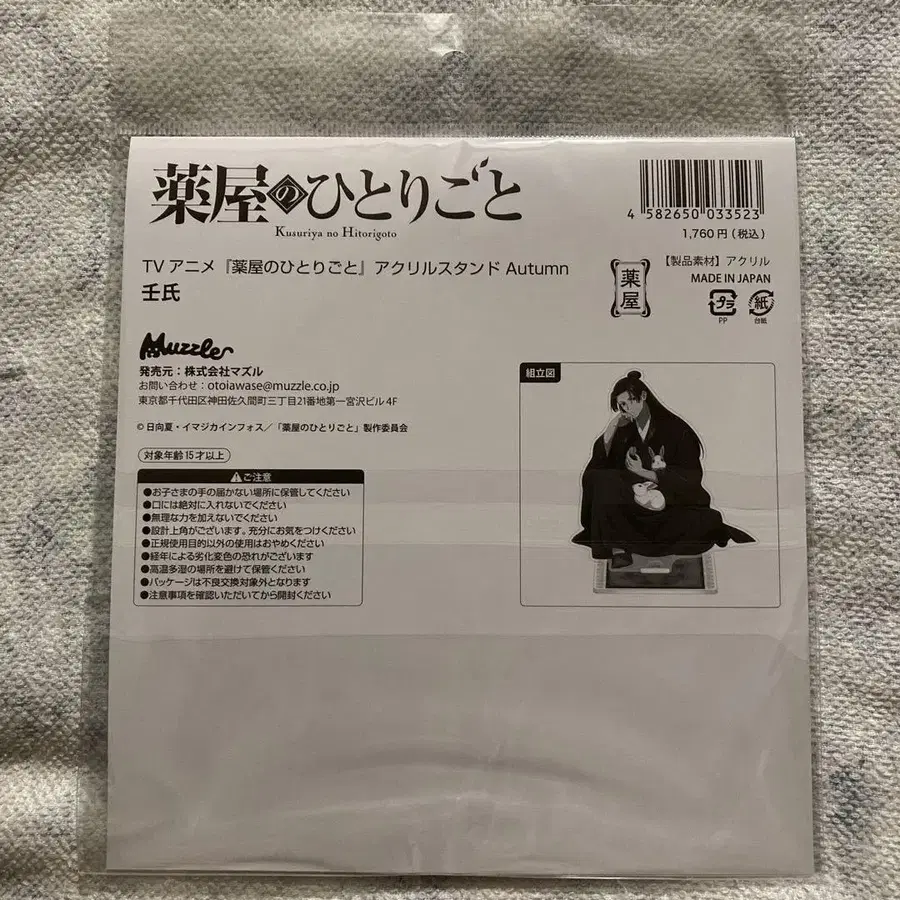 薬屋のひとりごと
Kusuriya no Hitorigoto
4 582650 033523
1,760円(税込)
TVアニメ『薬屋のひとりごと』アクリルスタンド Autumn
壬氏
薬屋
【製品素材】アクリル
MADE IN JAPAN
プラ
PP
紙
台紙
Muzzle
発売元:株式会社マズル
お問い合わせ:otoiawase@muzzle.co.jp
東京都千代田区神田佐久間町三丁目21番地第一宮沢ビル4F
©日向夏・イマジカインフォス/「薬屋のひとりごと」製作委員会
対象年齢15才以上
ご注意
●お子さまの手の届かない場所に保管してください
●口には絶対に入れないでください
●無理な力を加えないでください
●設計上角がございます。充分にお気をつけください
●正規使用目的以外の使用はおやめください
●経年による劣化変色の恐れがございます
●高温多湿の場所を避けて保管ください
●パッケージは不良交換対象外となります
●注意事項を確認いただいてから開封ください
組立図